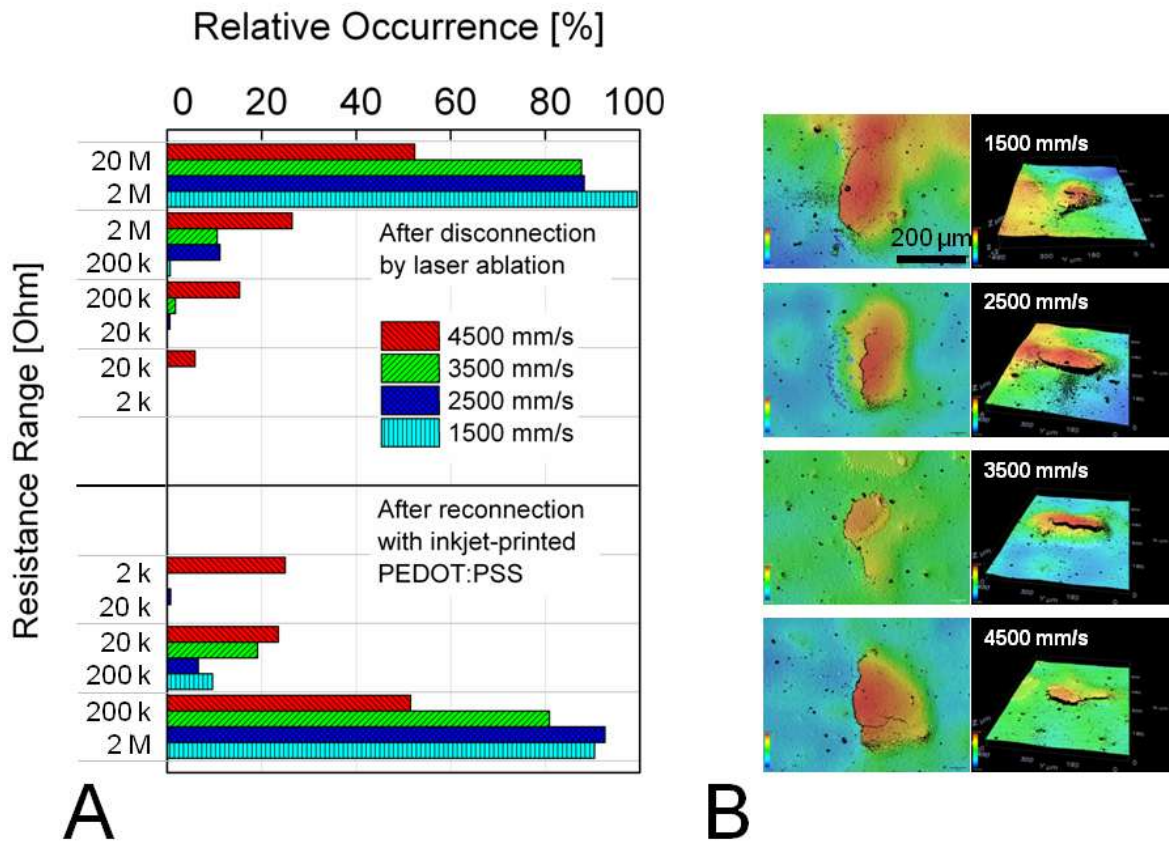 Relative Occurrence [%]
0 20 40 60 80 100
Resistance Range [Ohm]
20 M
2 M
2 M
200 k
200 k
20 k
20 k
2 k
After disconnection
by laser ablation
4500 mm/s
3500 mm/s
2500 mm/s
1500 mm/s
After reconnection
with inkjet-printed
PEDOT:PSS
2 k
20 k
20 k
200 k
200 k
2 M
A
200 µm
1500 mm/s
2500 mm/s
3500 mm/s
4500 mm/s
B